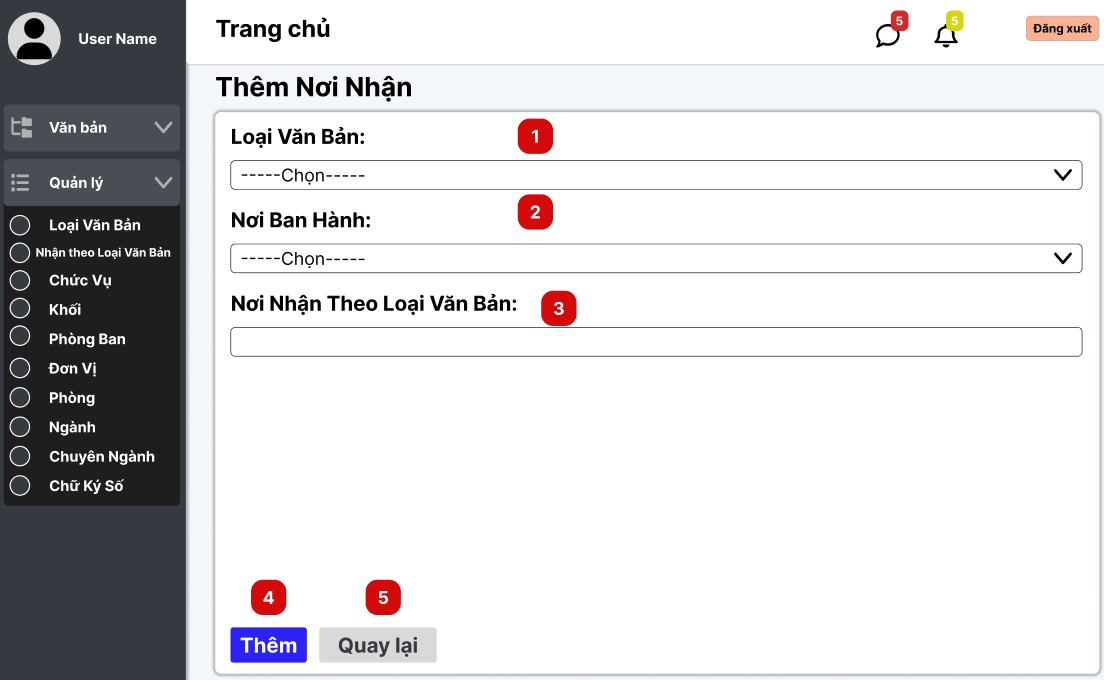 User Name
Văn bản
Quản lý
Loại Văn Bản
Nhận theo Loại Văn Bản
Chức Vụ
Khối
Phòng Ban
Đơn Vị
Phòng
Ngành
Chuyên Ngành
Chữ Ký Số
Trang chủ
5
5
Đăng xuất
Thêm Nơi Nhận
Loại Văn Bản:
1
-----Chọn-----
Nơi Ban Hành:
2
-----Chọn-----
Nơi Nhận Theo Loại Văn Bản:
3
4
5
Thêm
Quay lại